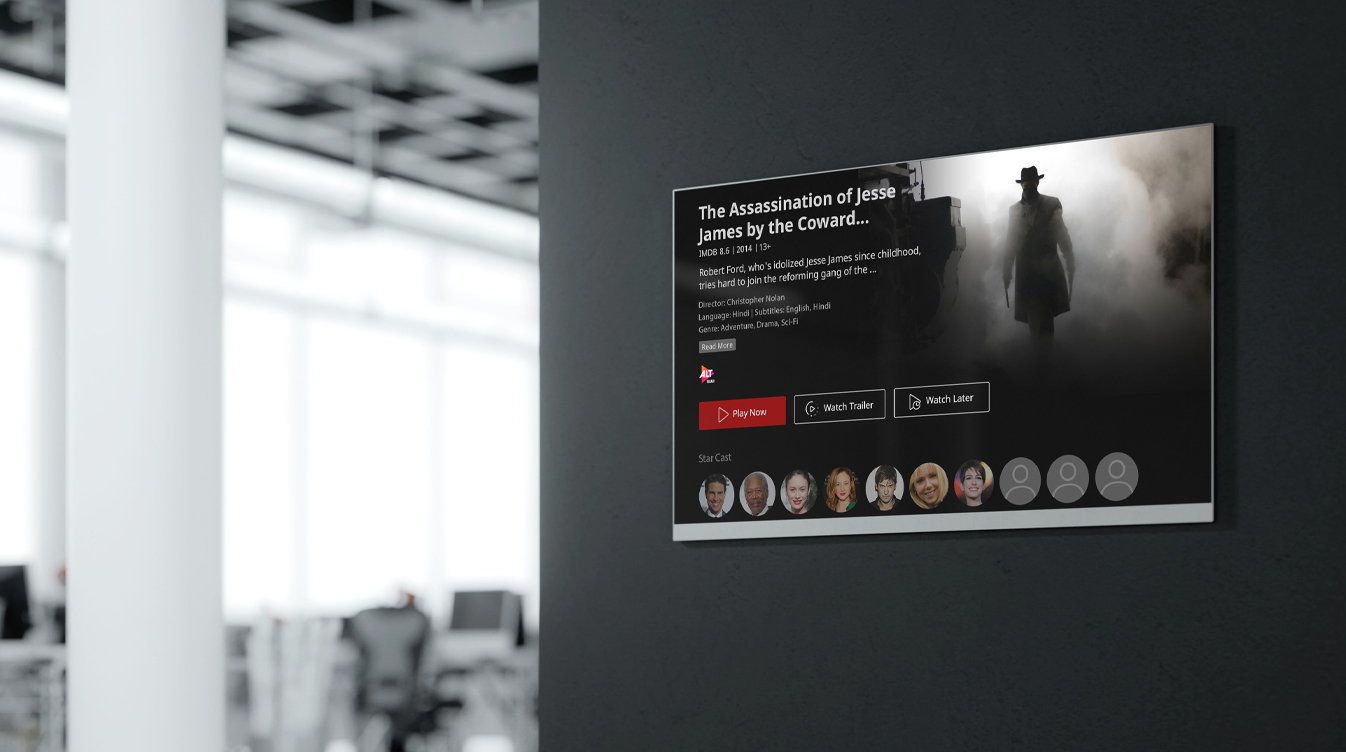 The Assassination of Jesse
James by the Coward...
IMDB 8.6 | 2014 | 13+
Robert Ford, who's idolized Jesse James since childhood,
tries hard to join the reforming gang of the ...
Director: Christopher Nolan
Language: Hindi | Subtitles: English, Hindi
Genre: Adventure, Drama, Sci-Fi
Read More
ALT
Play Now
Watch Trailer
Watch Later
Star Cast